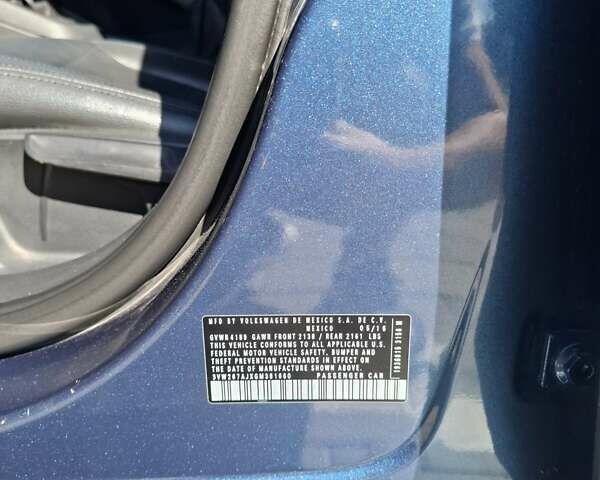 MFD BY VOLKSWAGEN DE MEXICO S.A. DE C.V.
MEXICO 05/16
GVWR4189 GAWR FRONT 2138 / REAR 2161 LBS
THIS VEHICLE CONFORMS TO ALL APPLICABLE U.S.
FEDERAL MOTOR VEHICLE SAFETY, BUMPER AND
THEFT PREVENTION STANDARDS IN EFFECT ON
THE DATE OF MANUFACTURE SHOWN ABOVE.
PASSENGER CAR